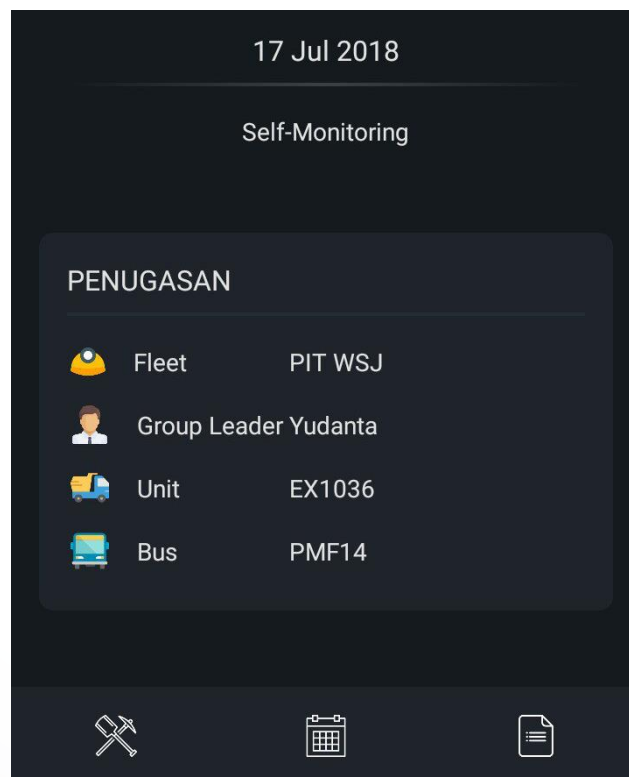 17 Jul 2018
Self-Monitoring
PENUGASAN
Fleet PIT WSJ
Group Leader Yudanta
Unit EX1036
Bus PMF14